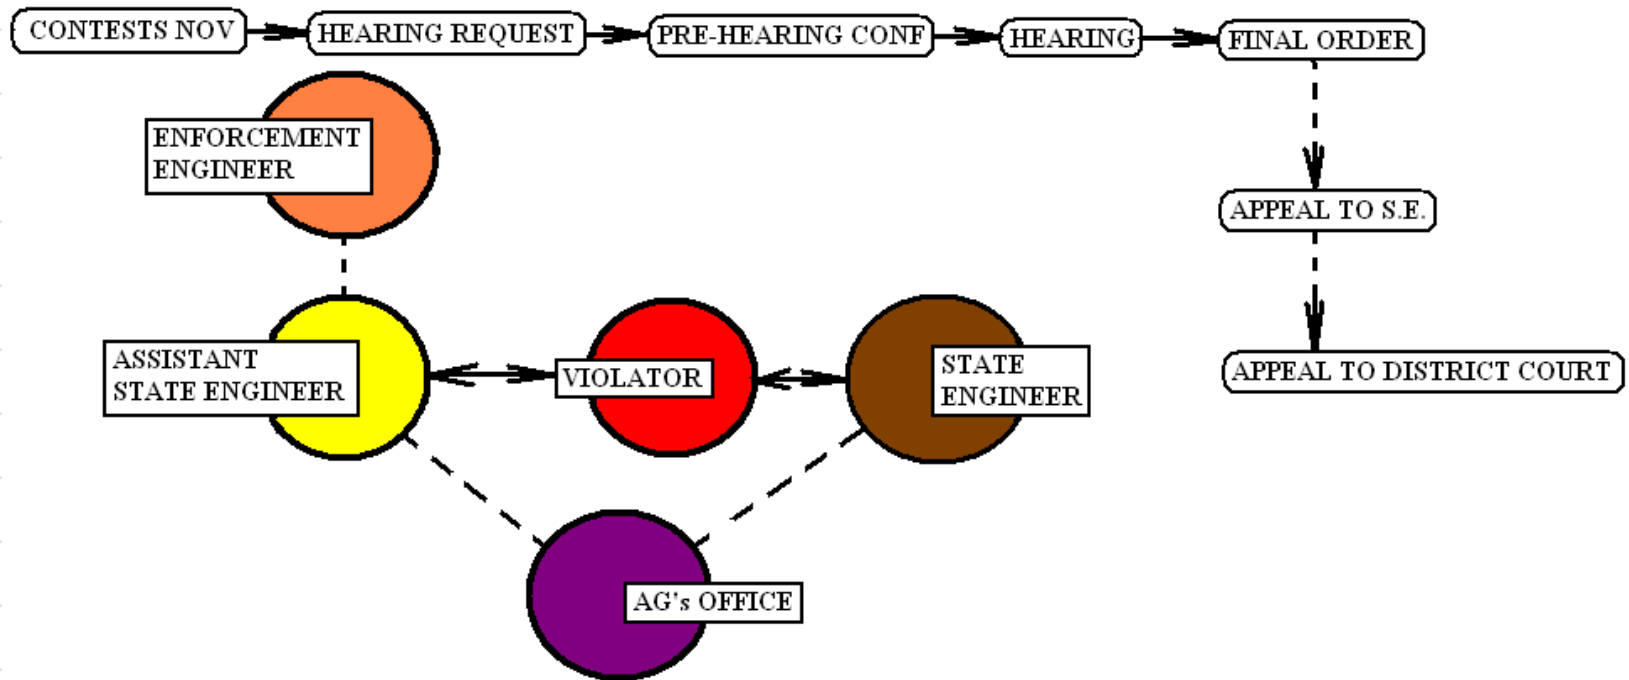 CONTESTS NOV
HEARING REQUEST
PRE-HEARING CONF
HEARING
FINAL ORDER
ENFORCEMENT
ENGINEER
APPEAL TO S.E.
ASSISTANT
STATE ENGINEER
VIOLATOR
STATE
ENGINEER
APPEAL TO DISTRICT COURT
AG's OFFICE